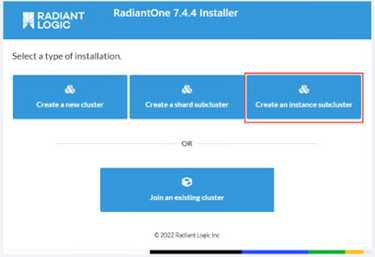 RADIANT
LOGIC
RadiantOne 7.4.4 Installer
Select a type of installation.
Create a new cluster
Create a shard subcluster
Create an instance subcluster
OR
Join an existing cluster
© 2022 Radiant Logic Inc